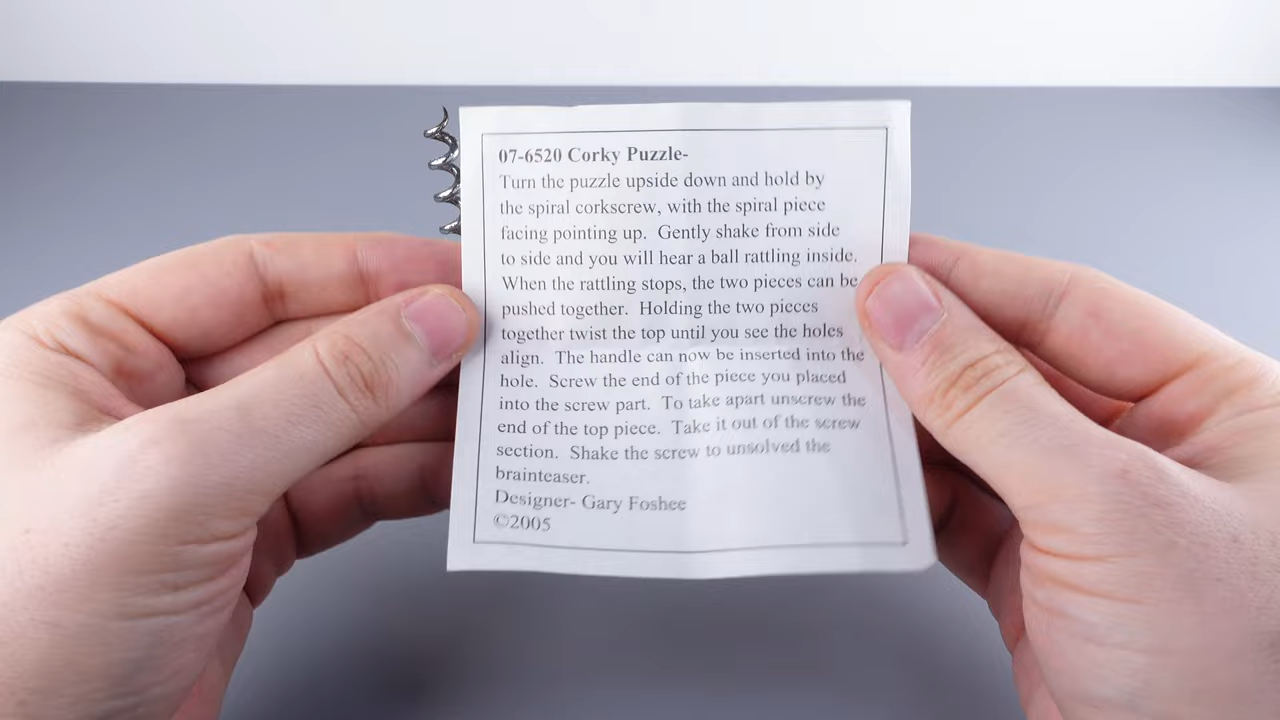 07-6520 Corky Puzzle-
Turn the puzzle upside down and hold by
the spiral corkscrew, with the spiral piece
facing pointing up.  Gently shake from side
to side and you will hear a ball rattling inside.
When the rattling stops, the two pieces can be
pushed together.  Holding the two pieces
together twist the top until you see the holes
align.  The handle can now be inserted into the
hole.  Screw the end of the piece you placed
into the screw part.  To take apart unscrew the
end of the top piece.  Take it out of the screw
section.  Shake the screw to unsolved the
brainteaser.
Designer- Gary Foshee
©2005